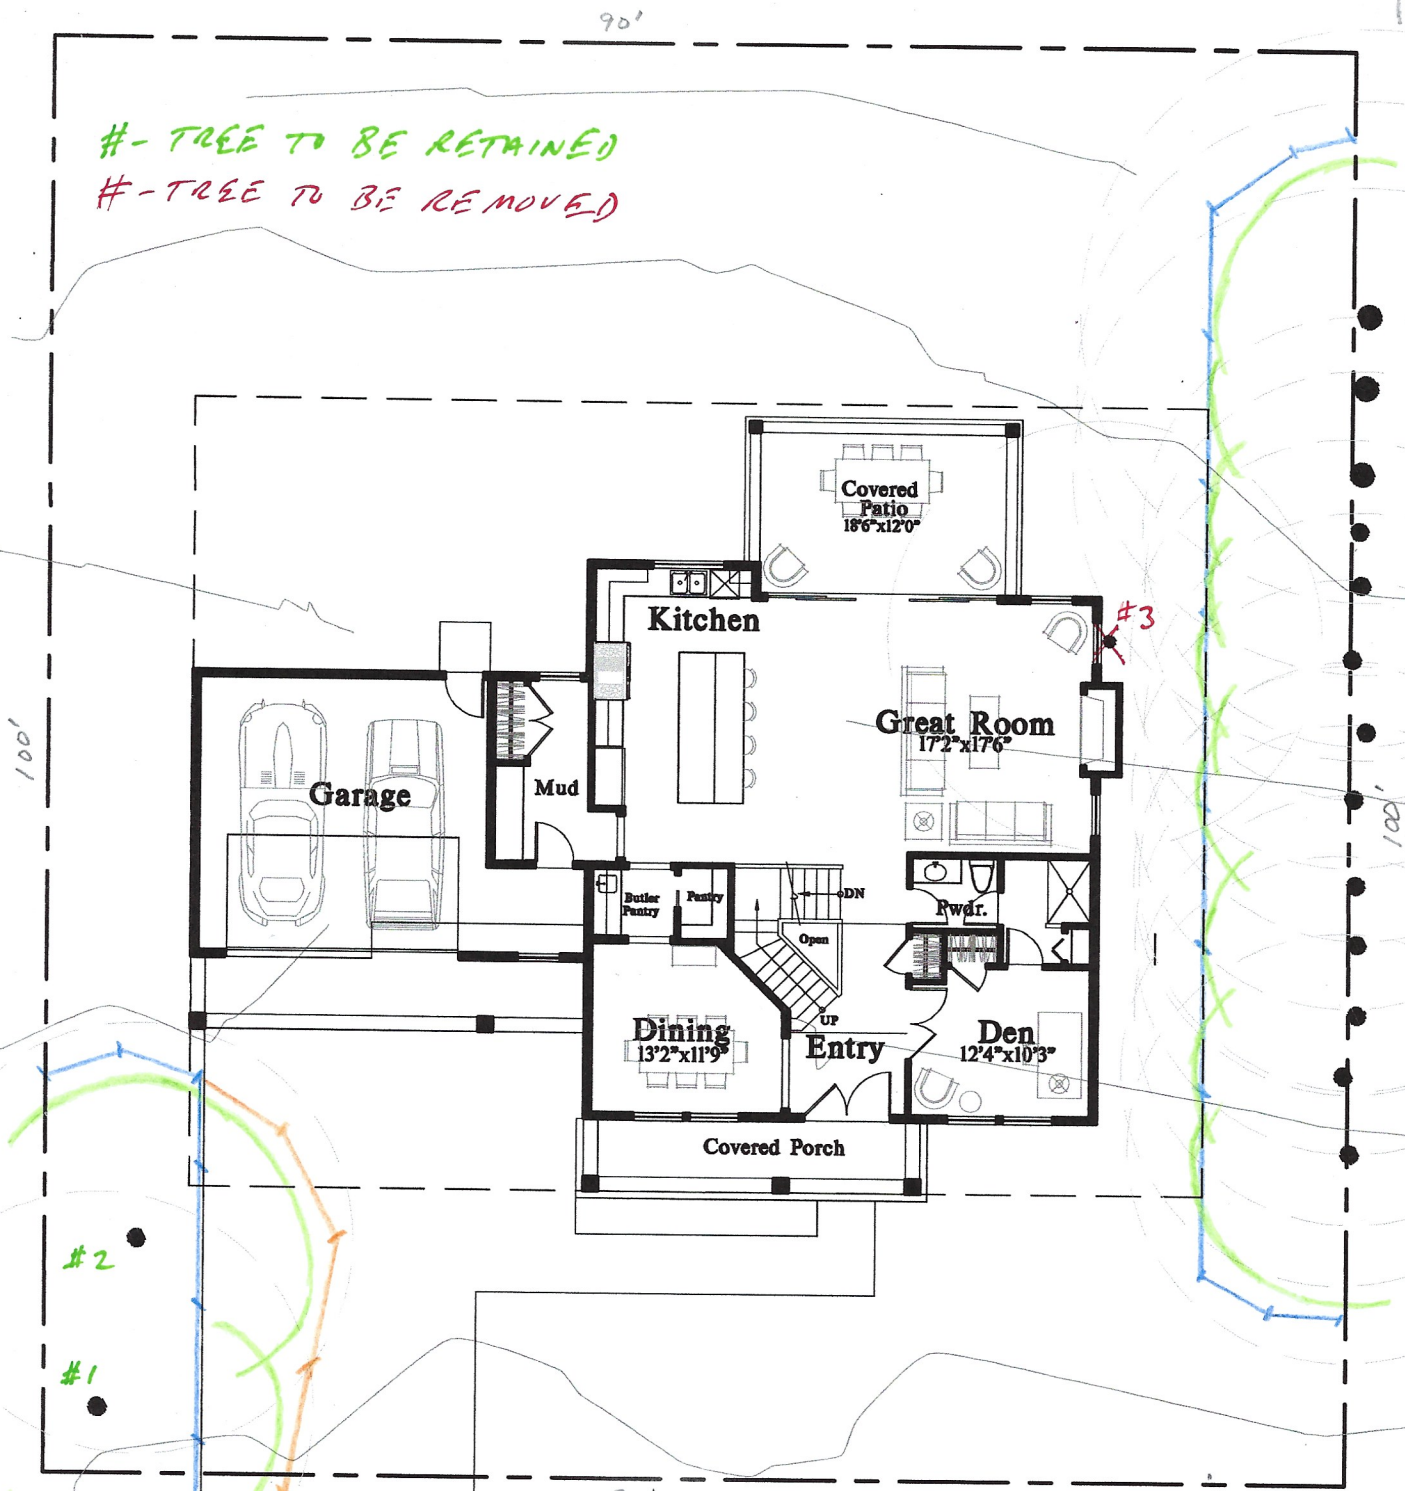 90'
#- TREE TO BE RETAINED
#- TREE TO BE REMOVED
Covered
Patio
18'6"x12'0"
Kitchen
#3
Great Room
17'2"x17'6"
100'
Garage
Mud
100'
Butler
Pantry
Pantry
DN
Pwdr.
Open
UP
Dining
13'2"x11'9"
Entry
Den
12'4"x10'3"
Covered Porch
#2
#1